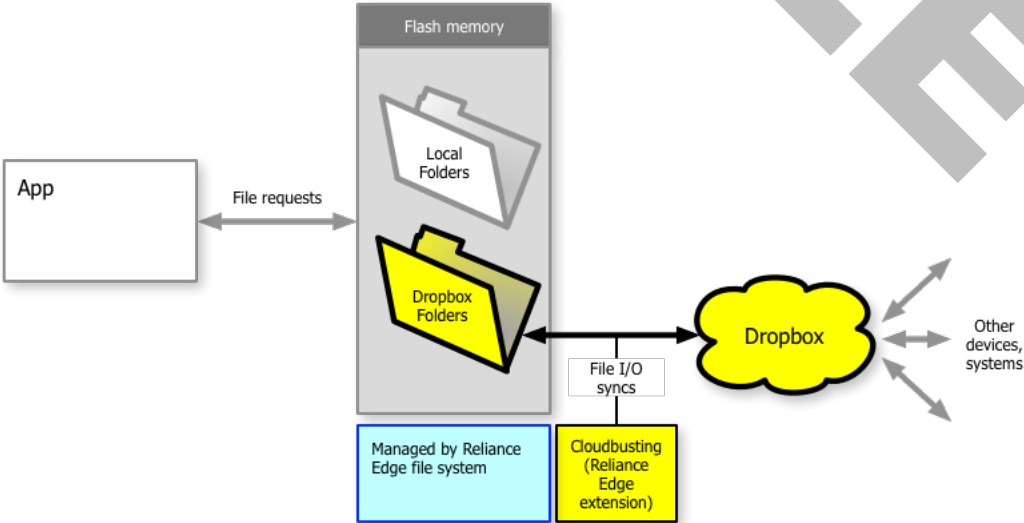 Flash memory
Local
Folders
App
File requests
Dropbox
Folders
Dropbox
Other
devices,
systems
File I/O
syncs
Managed by Reliance
Edge file system
Cloudbusting
(Reliance
Edge
extension)